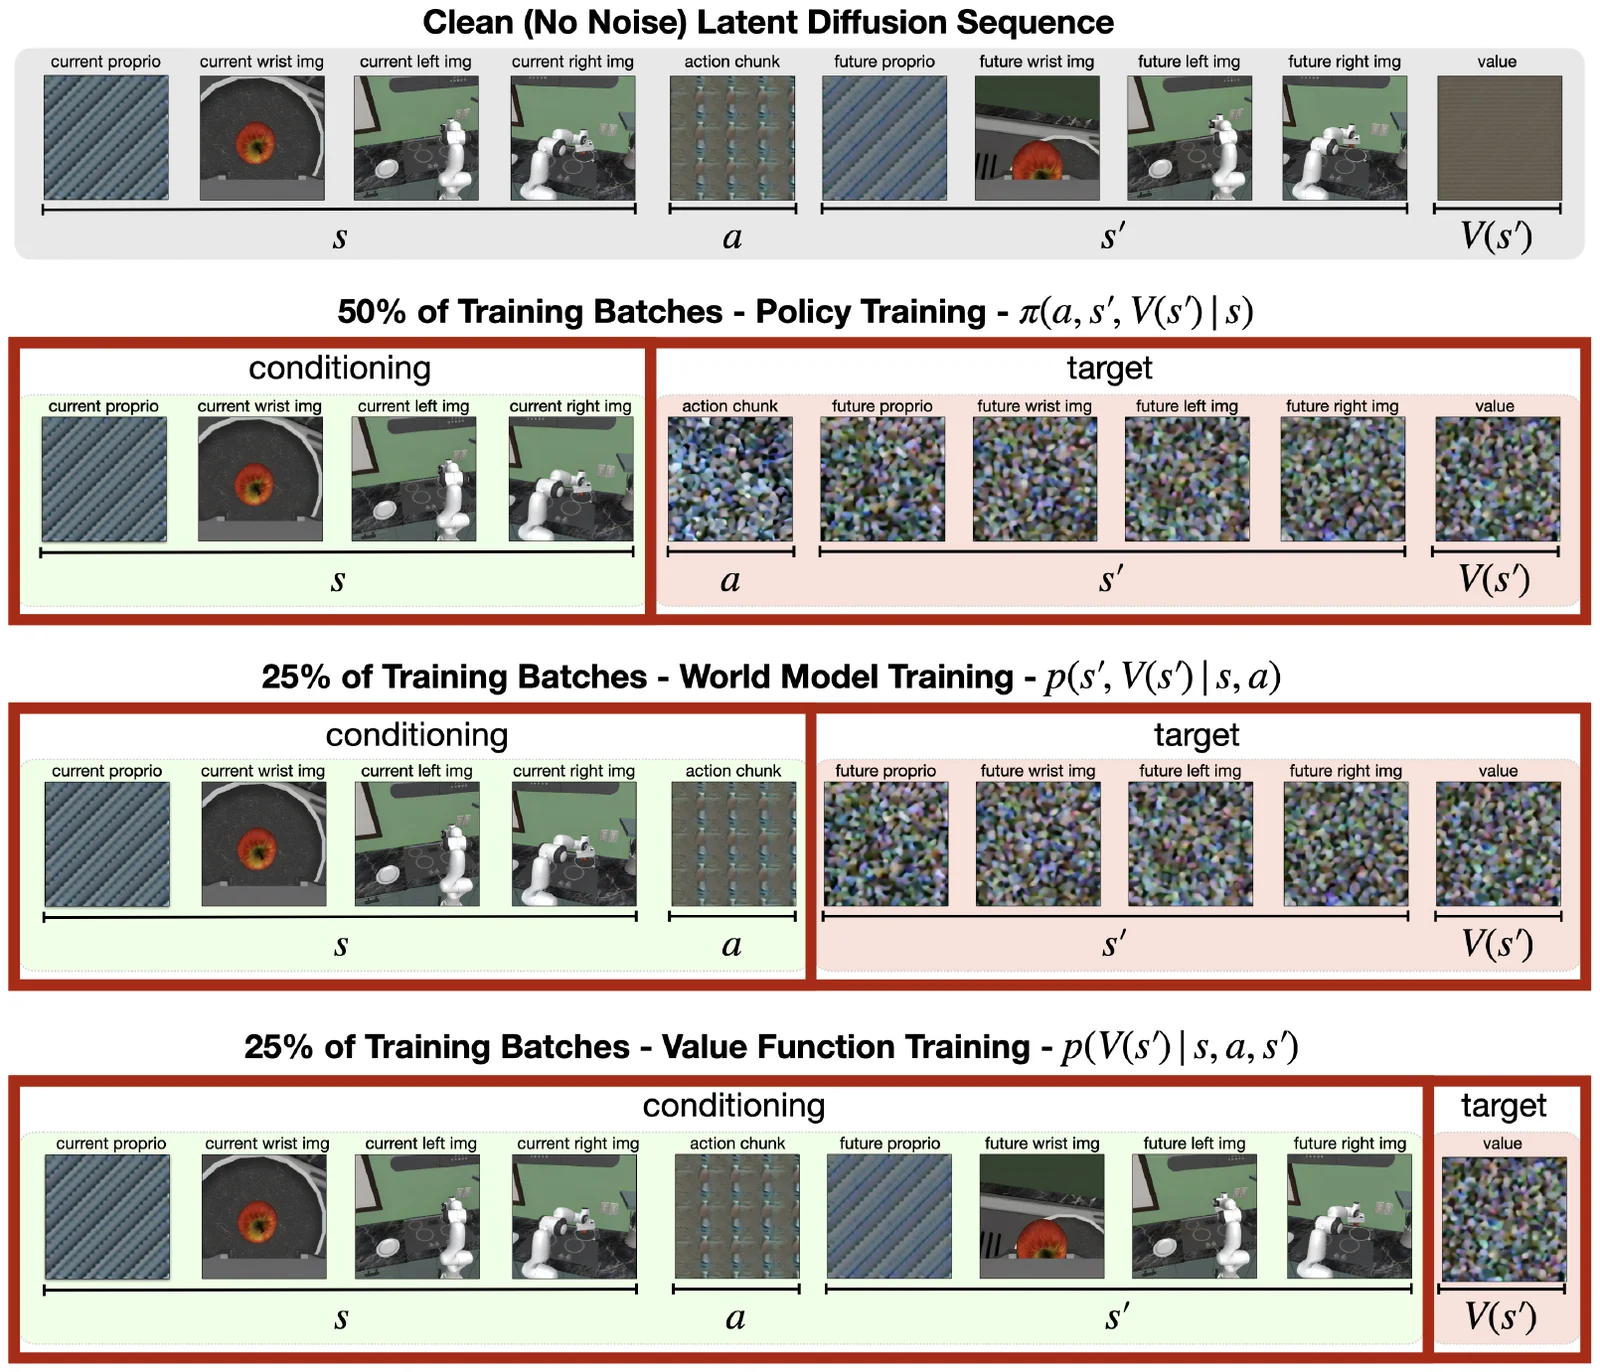 Clean (No Noise) Latent Diffusion Sequence
current proprio current wrist img current left img current right img action chunk future proprio future wrist img future left img future right img value
s a s′ V(s′)
50% of Training Batches - Policy Training - π(a, s′, V(s′) | s)
conditioning target
current proprio current wrist img current left img current right img action chunk future proprio future wrist img future left img future right img value
s a s′ V(s′)
25% of Training Batches - World Model Training - p(s′, V(s′) | s, a)
conditioning target
current proprio current wrist img current left img current right img action chunk future proprio future wrist img future left img future right img value
s a s′ V(s′)
25% of Training Batches - Value Function Training - p(V(s′) | s, a, s′)
conditioning target
current proprio current wrist img current left img current right img action chunk future proprio future wrist img future left img future right img value
s a s′ V(s′)